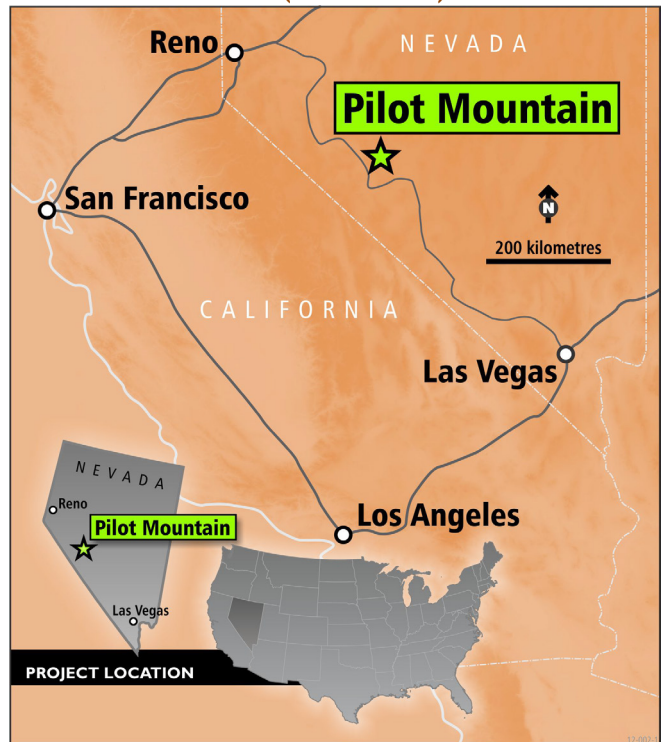 Reno
NEVADA
Pilot Mountain
N
San Francisco
200 kilometres
CALIFORNIA
Las Vegas
Los Angeles
NEVADA
Reno
Pilot Mountain
Las Vegas
PROJECT LOCATION